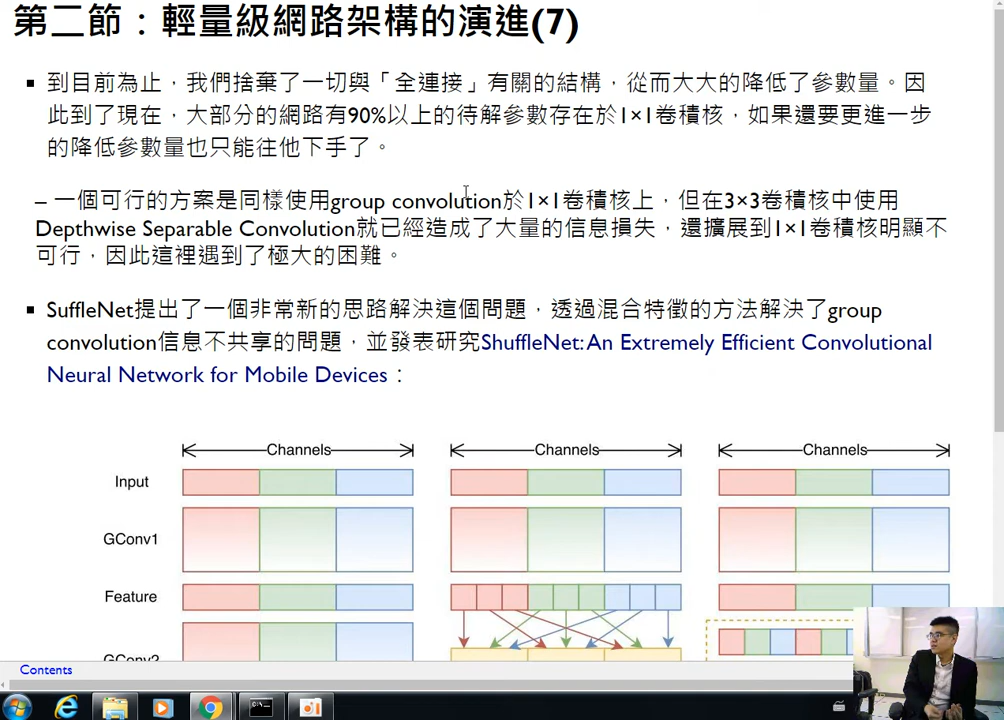 第二節：輕量級網路架構的演進(7)
到目前為止，我們捨棄了一切與「全連接」有關的結構，從而大大的降低了參數量。因
此到了現在，大部分的網路有90%以上的待解參數存在於1×1卷積核，如果還要更進一步
的降低參數量也只能往他下手了。
– 一個可行的方案是同樣使用group convolution於1×1卷積核上，但在3×3卷積核中使用
Depthwise Separable Convolution就已經造成了大量的信息損失，還擴展到1×1卷積核明顯不
可行，因此這裡遇到了極大的困難。
SuffleNet提出了一個非常新的思路解決這個問題，透過混合特徵的方法解決了group
convolution信息不共享的問題，並發表研究ShuffleNet: An Extremely Efficient Convolutional
Neural Network for Mobile Devices：
Channels Channels Channels
Input
GConv1
Feature
GConv2
Contents